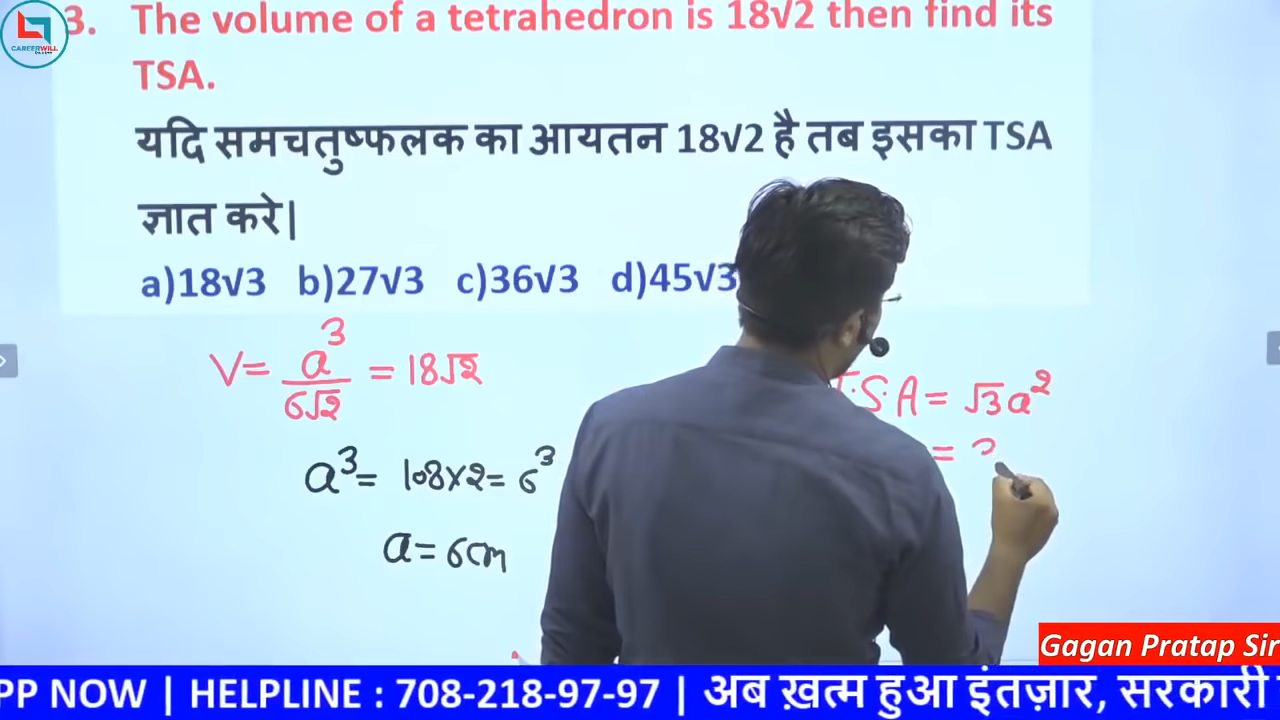 3. The volume of a tetrahedron is 18√2 then find its
TSA.
यदि समचतुष्फलक का आयतन 18√2 है तब इसका TSA
ज्ञात करे|
a)18√3 b)27√3 c)36√3 d)45√3
V= a³/6√2 = 18√2
a³= 108×2= 6³
a= 6cm
T.S.A= √3a²
= 3
CAREERWILL
Gagan Pratap Sir
PP NOW | HELPLINE : 708-218-97-97 | अब ख़त्म हुआ इंतज़ार, सरकारी